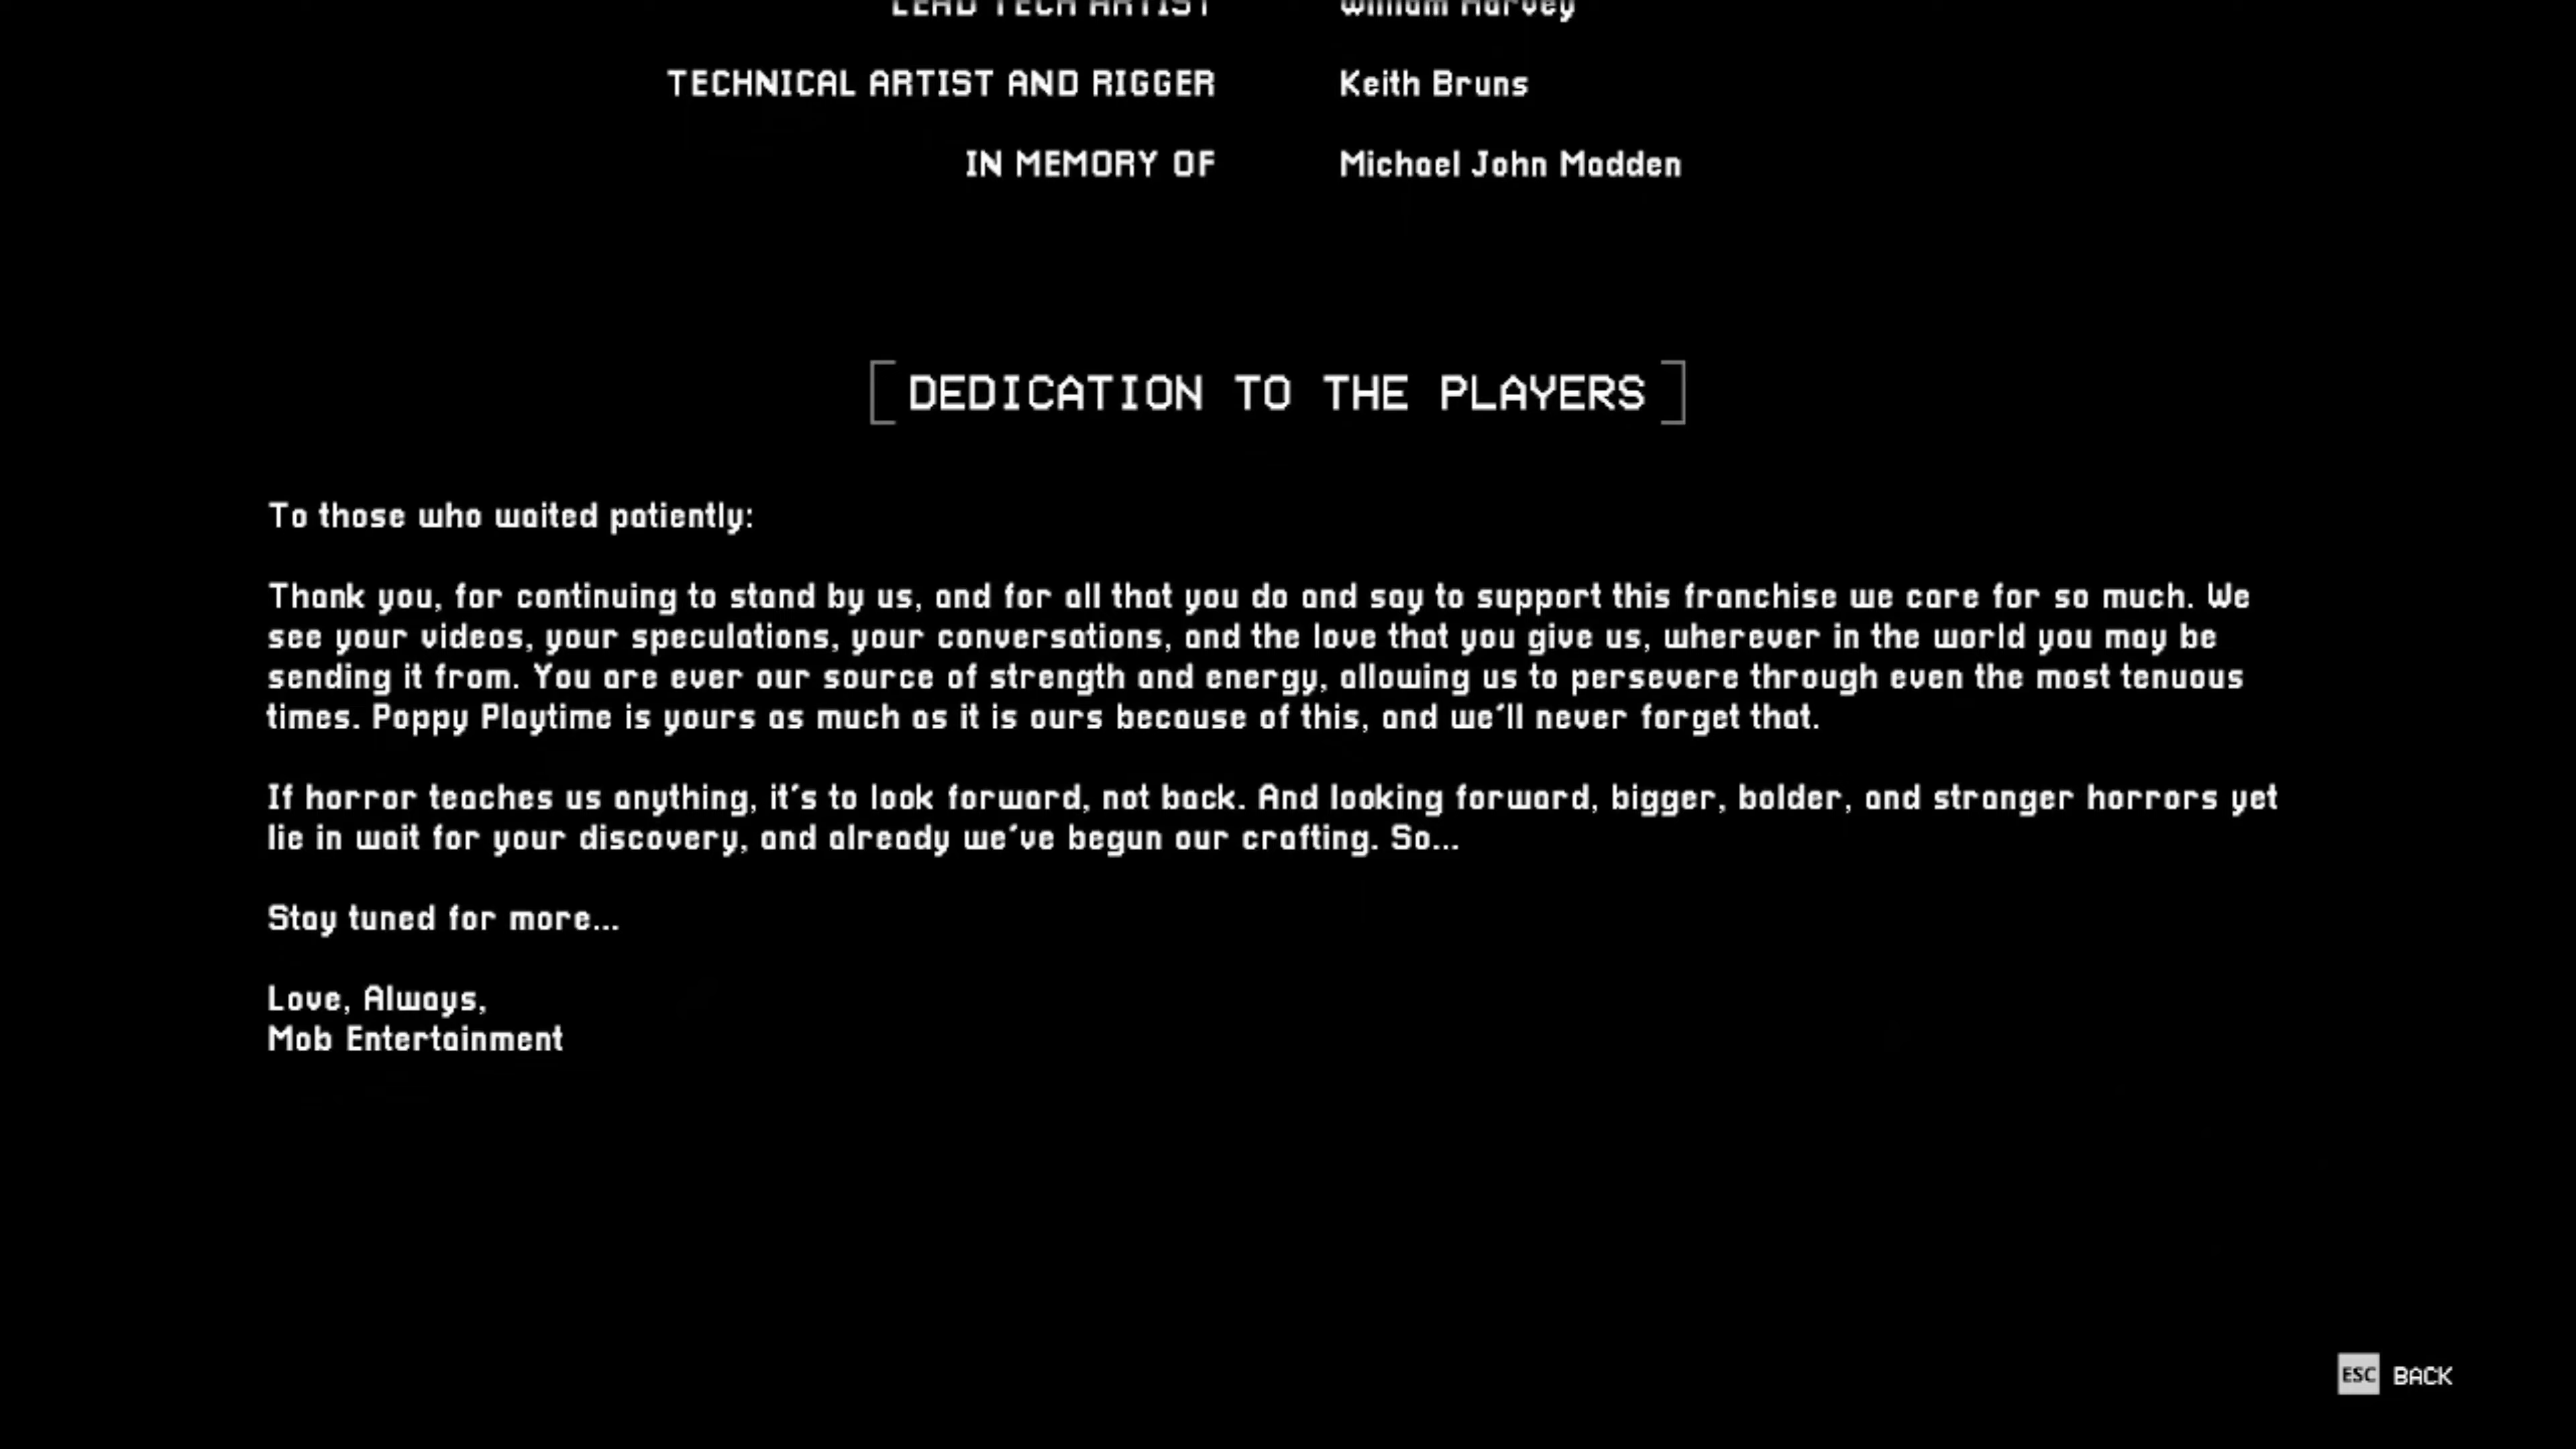 LEAD TECH ARTIST William Harvey
TECHNICAL ARTIST AND RIGGER Keith Bruns
IN MEMORY OF Michael John Madden
DEDICATION TO THE PLAYERS
To those who waited patiently:
Thank you, for continuing to stand by us, and for all that you do and say to support this franchise we care for so much. We
see your videos, your speculations, your conversations, and the love that you give us, wherever in the world you may be
sending it from. You are ever our source of strength and energy, allowing us to persevere through even the most tenuous
times. Poppy Playtime is yours as much as it is ours because of this, and we'll never forget that.
If horror teaches us anything, it's to look forward, not back. And looking forward, bigger, bolder, and stranger horrors yet
lie in wait for your discovery, and already we've begun our crafting. So...
Stay tuned for more...
Love, Always,
Mob Entertainment
ESC BACK